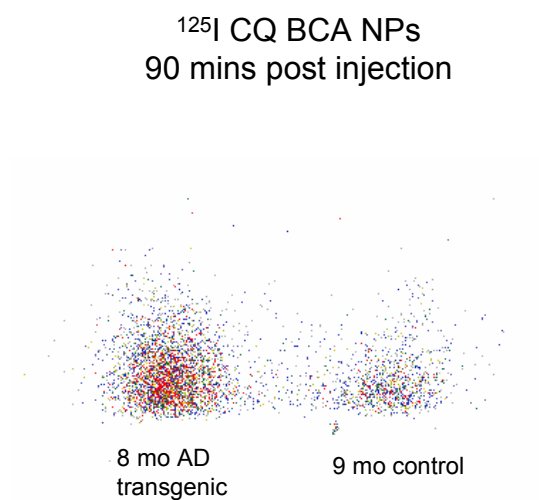 ¹²⁵I CQ BCA NPs
90 mins post injection
8 mo AD
transgenic
9 mo control